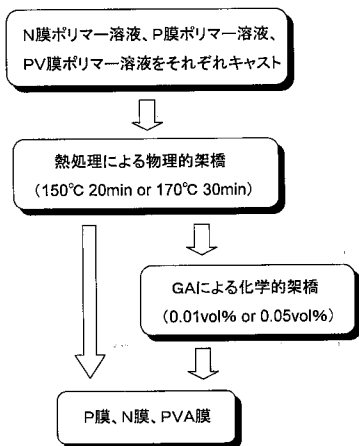 N膜ポリマー溶液、P膜ポリマー溶液、
PV膜ポリマー溶液をそれぞれキャスト
熱処理による物理的架橋
(150℃ 20min or 170℃ 30min)
GAによる化学的架橋
(0.01vol% or 0.05vol%)
P膜、N膜、PVA膜